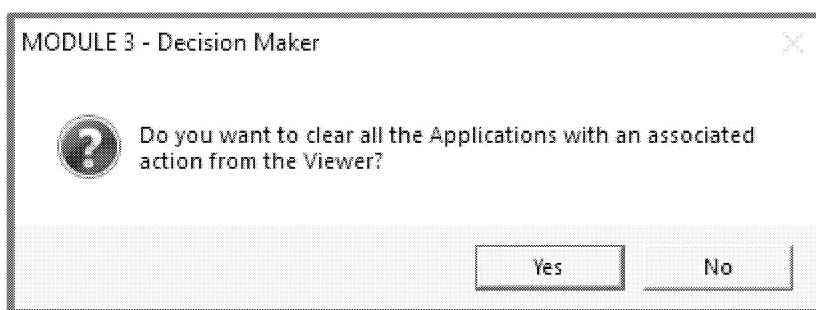 MODULE 3 - Decision Maker
Do you want to clear all the Applications with an associated
action from the Viewer?
Yes No